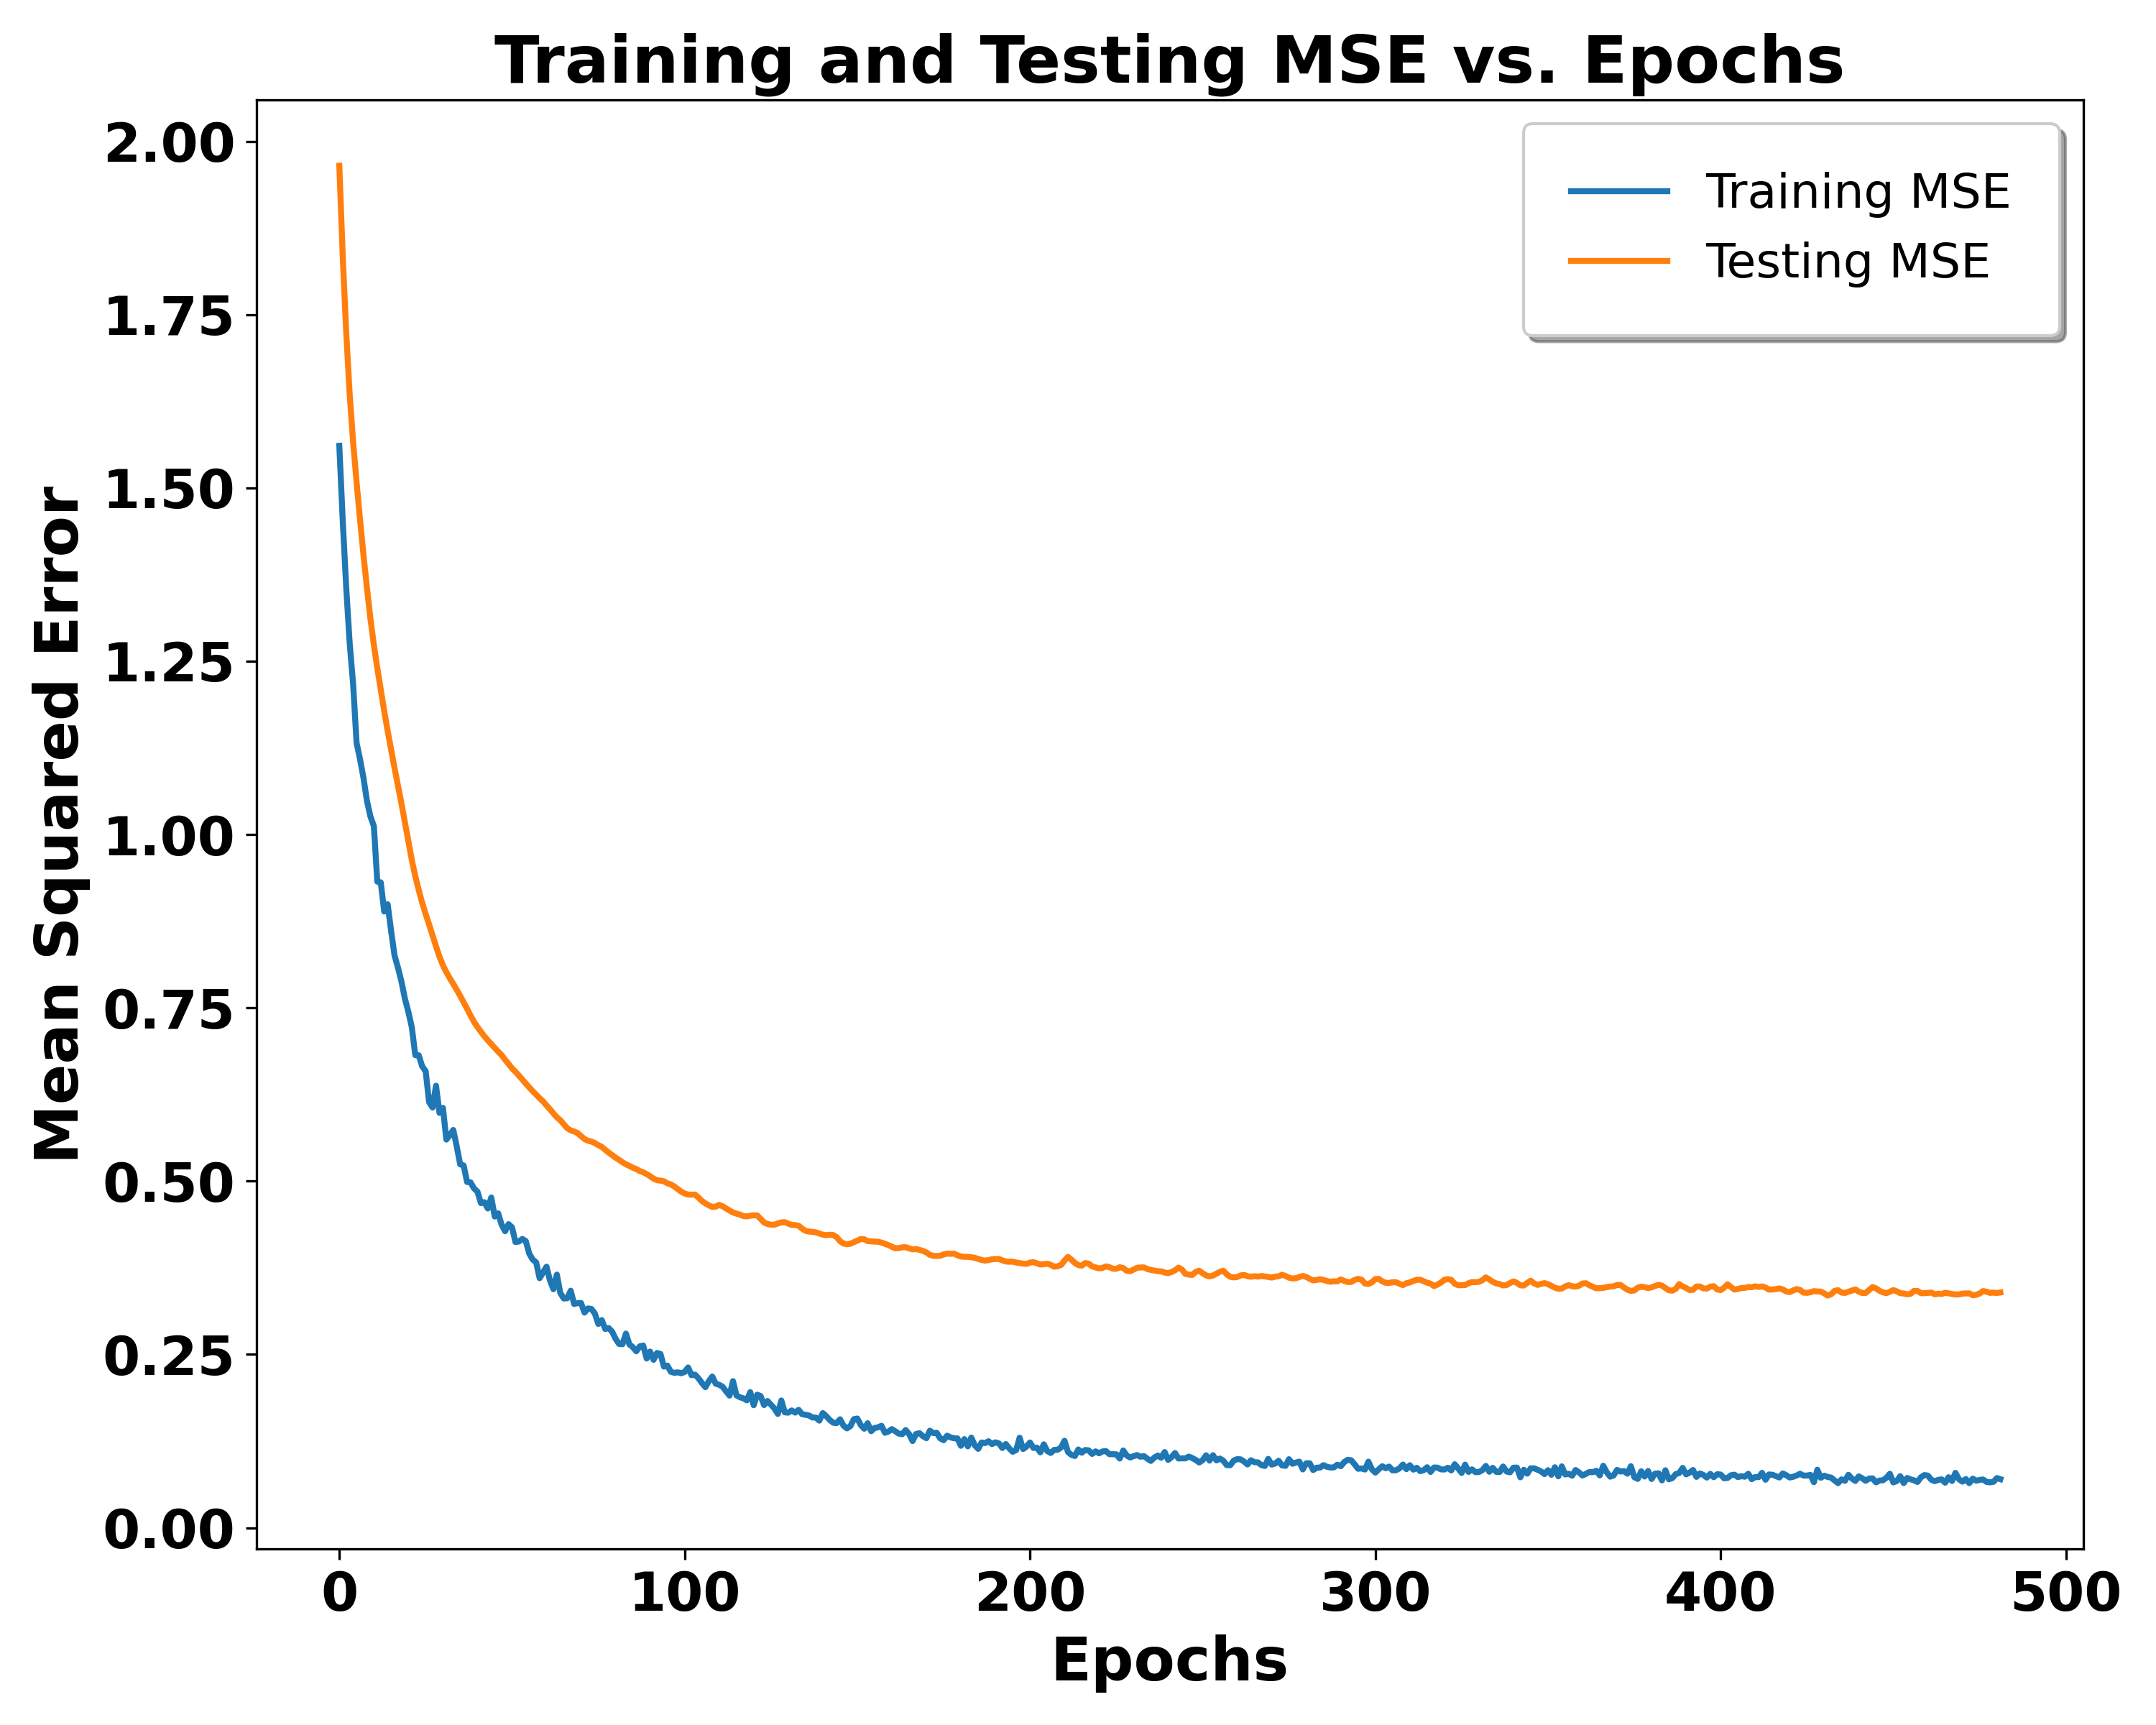 Training and Testing MSE vs. Epochs
Training MSE
Testing MSE
Mean Squared Error
2.00
1.75
1.50
1.25
1.00
0.75
0.50
0.25
0.00
0 100 200 300 400 500
Epochs